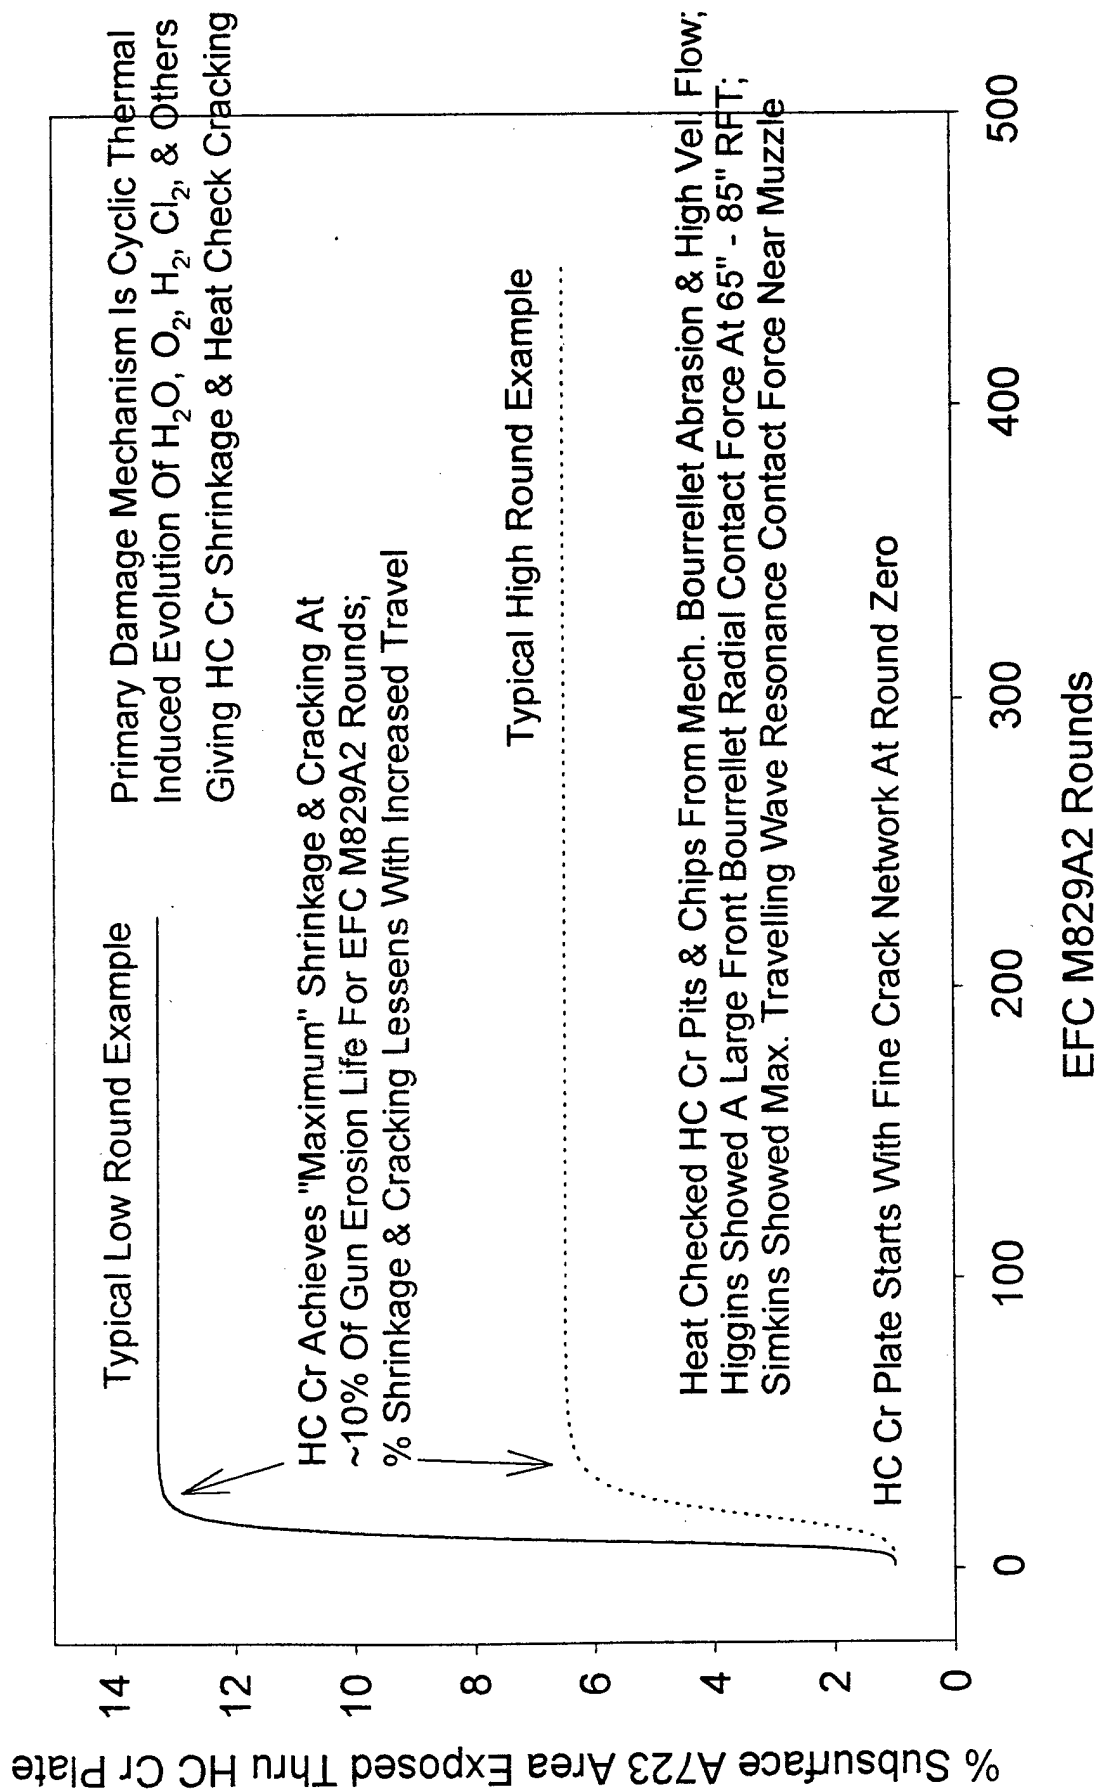 Typical Low Round Example
Primary Damage Mechanism Is Cyclic Thermal
Induced Evolution Of H₂O, O₂, H₂, Cl₂, & Others
Giving HC Cr Shrinkage & Heat Check Cracking
HC Cr Achieves "Maximum" Shrinkage & Cracking At
~10% Of Gun Erosion Life For EFC M829A2 Rounds;
% Shrinkage & Cracking Lessens With Increased Travel
Typical High Round Example
Heat Checked HC Cr Pits & Chips From Mech. Bourrellet Abrasion & High Vel. Flow;
Higgins Showed A Large Front Bourrellet Radial Contact Force At 65" - 85" RFT;
Simkins Showed Max. Travelling Wave Resonance Contact Force Near Muzzle
HC Cr Plate Starts With Fine Crack Network At Round Zero
% Subsurface A723 Area Exposed Thru HC Cr Plate
14
12
10
8
6
4
2
0
0 100 200 300 400 500
EFC M829A2 Rounds